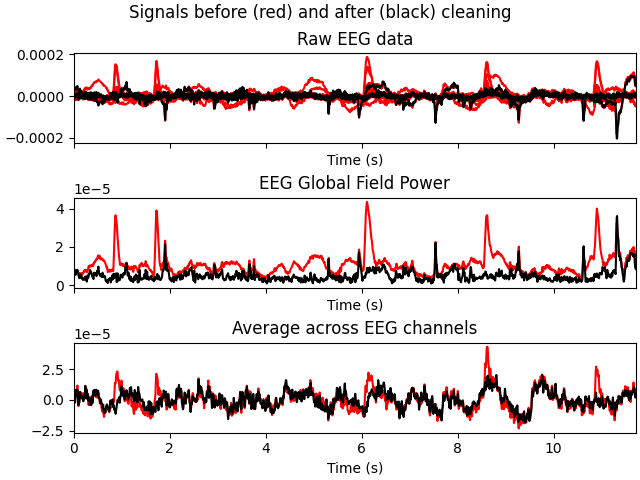 Signals before (red) and after (black) cleaning
Raw EEG data
0.0002
0.0000
−0.0002
Time (s)
EEG Global Field Power
1e−5
4
2
0
Time (s)
Average across EEG channels
1e−5
2.5
0.0
−2.5
0 2 4 6 8 10
Time (s)